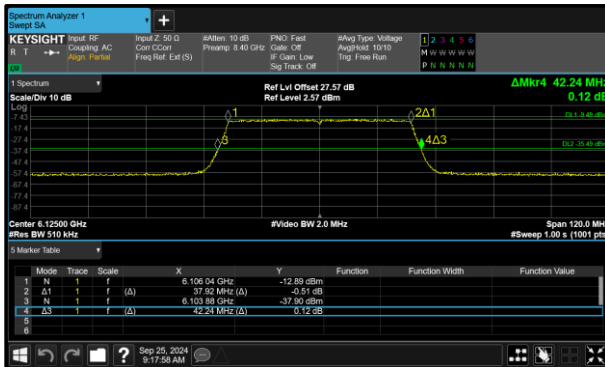 Spectrum Analyzer 1
Swept SA
+
KEYSIGHT Input: RF Input Z: 50 Ω #Atten: 10 dB PNO: Fast #Avg Type: Voltage 1 2 3 4 5 6
R T Coupling: AC Corr CCorr Preamp: 8.40 GHz Gate: Off Avg|Hold: 10/10 M W W W W W
Align: Partial Freq Ref: Ext (S) IF Gain: Low Trig: Free Run
Sig Track: Off P N N N N N
1 Spectrum Ref Lvl Offset 27.57 dB ΔMkr4 42.24 MHz
Scale/Div 10 dB Ref Level 2.57 dBm 0.12 dB
Log
-7.43 1 2Δ1 DL1 -9.49 dBm
-17.4
-27.4 3 4Δ3 DL2 -35.49 dBm
-37.4
-47.4
-57.4
-67.4
-77.4
-87.4
Center 6.12500 GHz #Video BW 2.0 MHz Span 120.0 MHz
#Res BW 510 kHz #Sweep 1.00 s (1001 pts)
5 Marker Table
Mode Trace Scale X Y Function Function Width Function Value
1 N 1 f 6.106 04 GHz -12.89 dBm
2 Δ1 1 f (Δ) 37.92 MHz (Δ) -0.51 dB
3 N 1 f 6.103 88 GHz -37.90 dBm
4 Δ3 1 f (Δ) 42.24 MHz (Δ) 0.12 dB
5
6
? Sep 25, 2024
9:17:58 AM